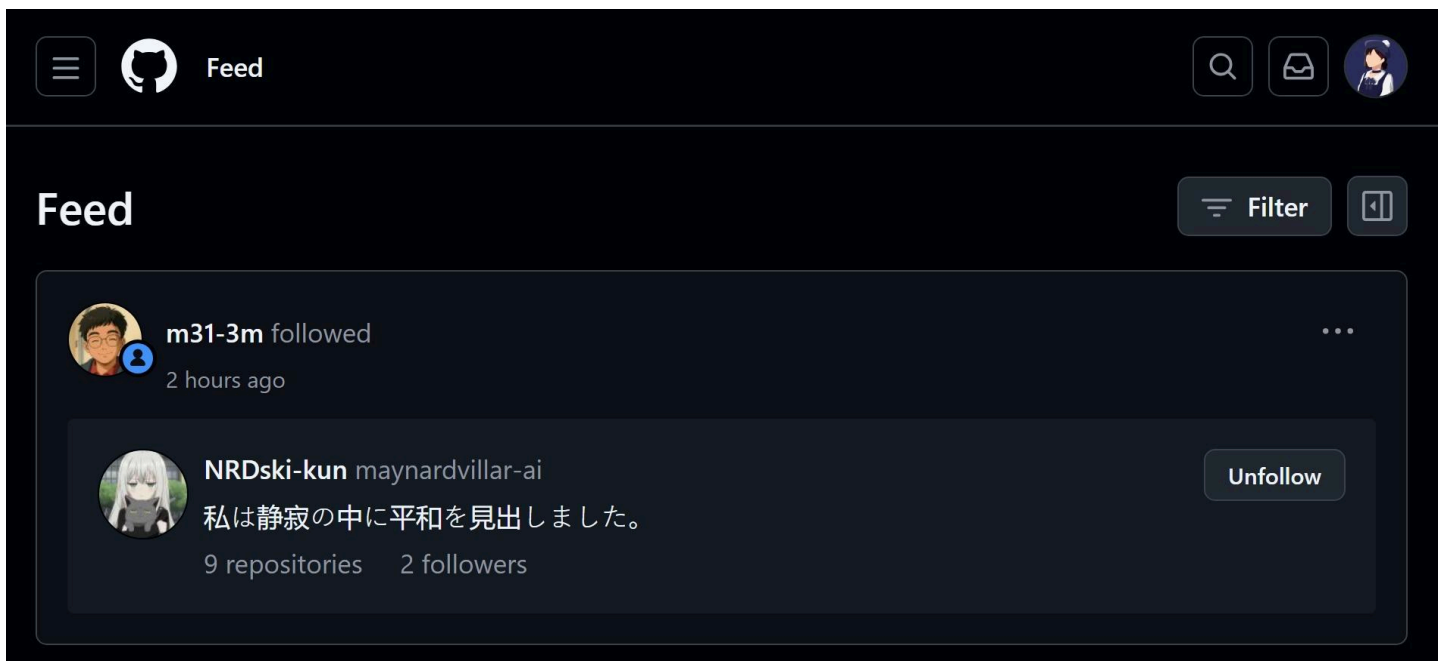 Feed
Feed
Filter
m31-3m followed
2 hours ago
NRDski-kun maynardvillar-ai
Unfollow
私は静寂の中に平和を見出しました。
9 repositories 2 followers